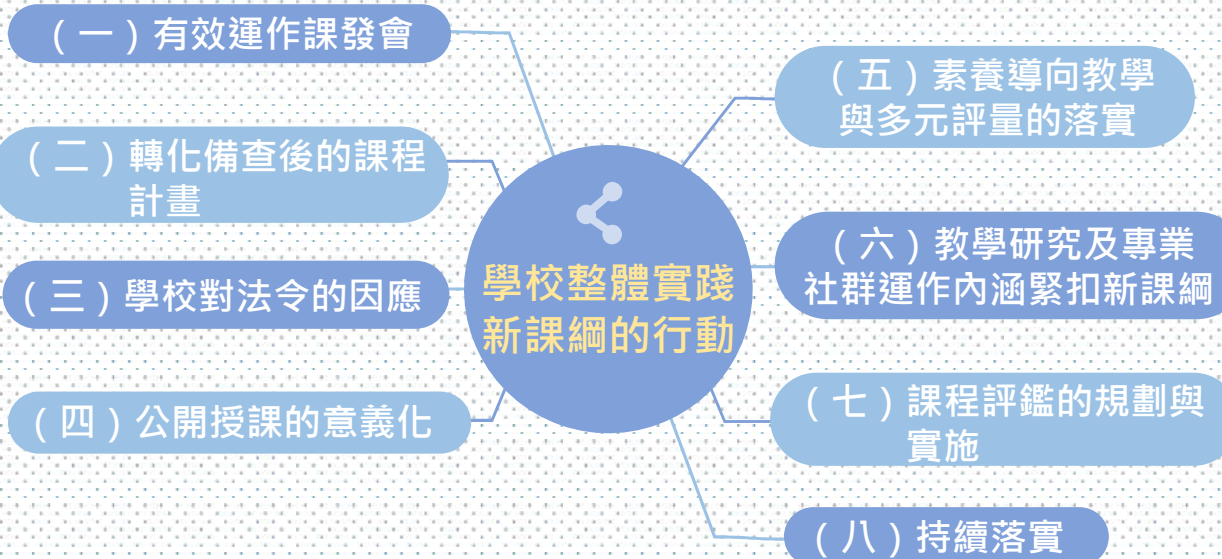 （一）有效運作課發會
（二）轉化備查後的課程
計畫
（三）學校對法令的因應
（四）公開授課的意義化
學校整體實踐
新課綱的行動
（五）素養導向教學
與多元評量的落實
（六）教學研究及專業
社群運作內涵緊扣新課綱
（七）課程評鑑的規劃與
實施
（八）持續落實